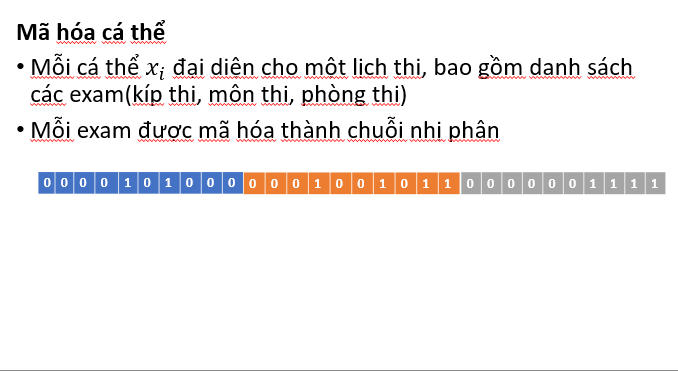 Mã hóa cá thể
• Mỗi cá thể 𝑥ᵢ đại diện cho một lịch thi, bao gồm danh sách
các exam(kíp thi, môn thi, phòng thi)
• Mỗi exam được mã hóa thành chuỗi nhị phân
0 0 0 0 1 0 1 0 0 0 0 0 0 1 0 0 1 0 1 1 0 0 0 0 0 0 1 1 1 1